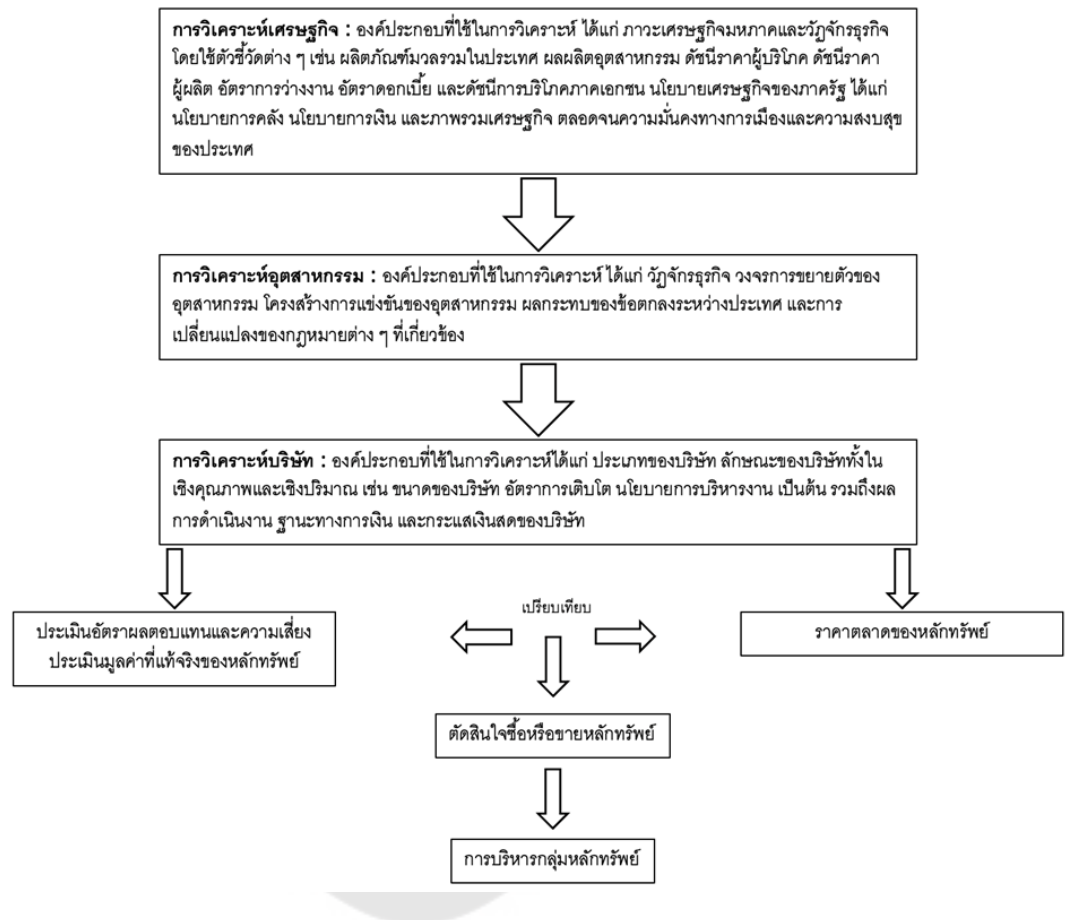 การวิเคราะห์เศรษฐกิจ : องค์ประกอบที่ใช้ในการวิเคราะห์ ได้แก่ ภาวะเศรษฐกิจมหภาคและวัฏจักรธุรกิจ
โดยใช้ตัวชี้วัดต่าง ๆ เช่น ผลิตภัณฑ์มวลรวมในประเทศ ผลผลิตอุตสาหกรรม ดัชนีราคาผู้บริโภค ดัชนีราคา
ผู้ผลิต อัตราการว่างงาน อัตราดอกเบี้ย และดัชนีการบริโภคภาคเอกชน นโยบายเศรษฐกิจของภาครัฐ ได้แก่
นโยบายการคลัง นโยบายการเงิน และภาพรวมเศรษฐกิจ ตลอดจนความมั่นคงทางการเมืองและความสงบสุข
ของประเทศ
การวิเคราะห์อุตสาหกรรม : องค์ประกอบที่ใช้ในการวิเคราะห์ ได้แก่ วัฏจักรธุรกิจ วงจรการขยายตัวของ
อุตสาหกรรม โครงสร้างการแข่งขันของอุตสาหกรรม ผลกระทบของข้อตกลงระหว่างประเทศ และการ
เปลี่ยนแปลงของกฎหมายต่าง ๆ ที่เกี่ยวข้อง
การวิเคราะห์บริษัท : องค์ประกอบที่ใช้ในการวิเคราะห์ได้แก่ ประเภทของบริษัท ลักษณะของบริษัททั้งใน
เชิงคุณภาพและเชิงปริมาณ เช่น ขนาดของบริษัท อัตราการเติบโต นโยบายการบริหารงาน เป็นต้น รวมถึงผล
การดำเนินงาน ฐานะทางการเงิน และกระแสเงินสดของบริษัท
เปรียบเทียบ
ประเมินอัตราผลตอบแทนและความเสี่ยง
ประเมินมูลค่าที่แท้จริงของหลักทรัพย์
ราคาตลาดของหลักทรัพย์
ตัดสินใจซื้อหรือขายหลักทรัพย์
การบริหารกลุ่มหลักทรัพย์